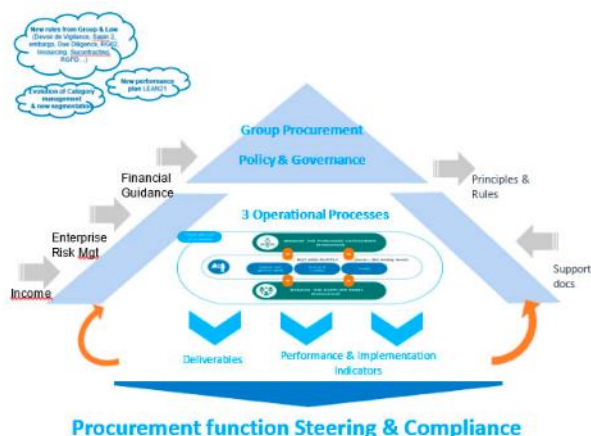 New rules from Group & Law
(Devoir de Vigilance, Sapin 2,
embargo, Due Diligence,
Insourcing, Subcontracting,
RGPD…)
New performance
plan LEAN21
Evolution of Category
management
& new segmentation
Group Procurement
Policy & Governance
Financial
Guidance
Principles &
Rules
3 Operational Processes
Enterprise
Risk Mgt
Income
Support
docs
Deliverables
Performance & Implementation
Indicators
Procurement function Steering & Compliance